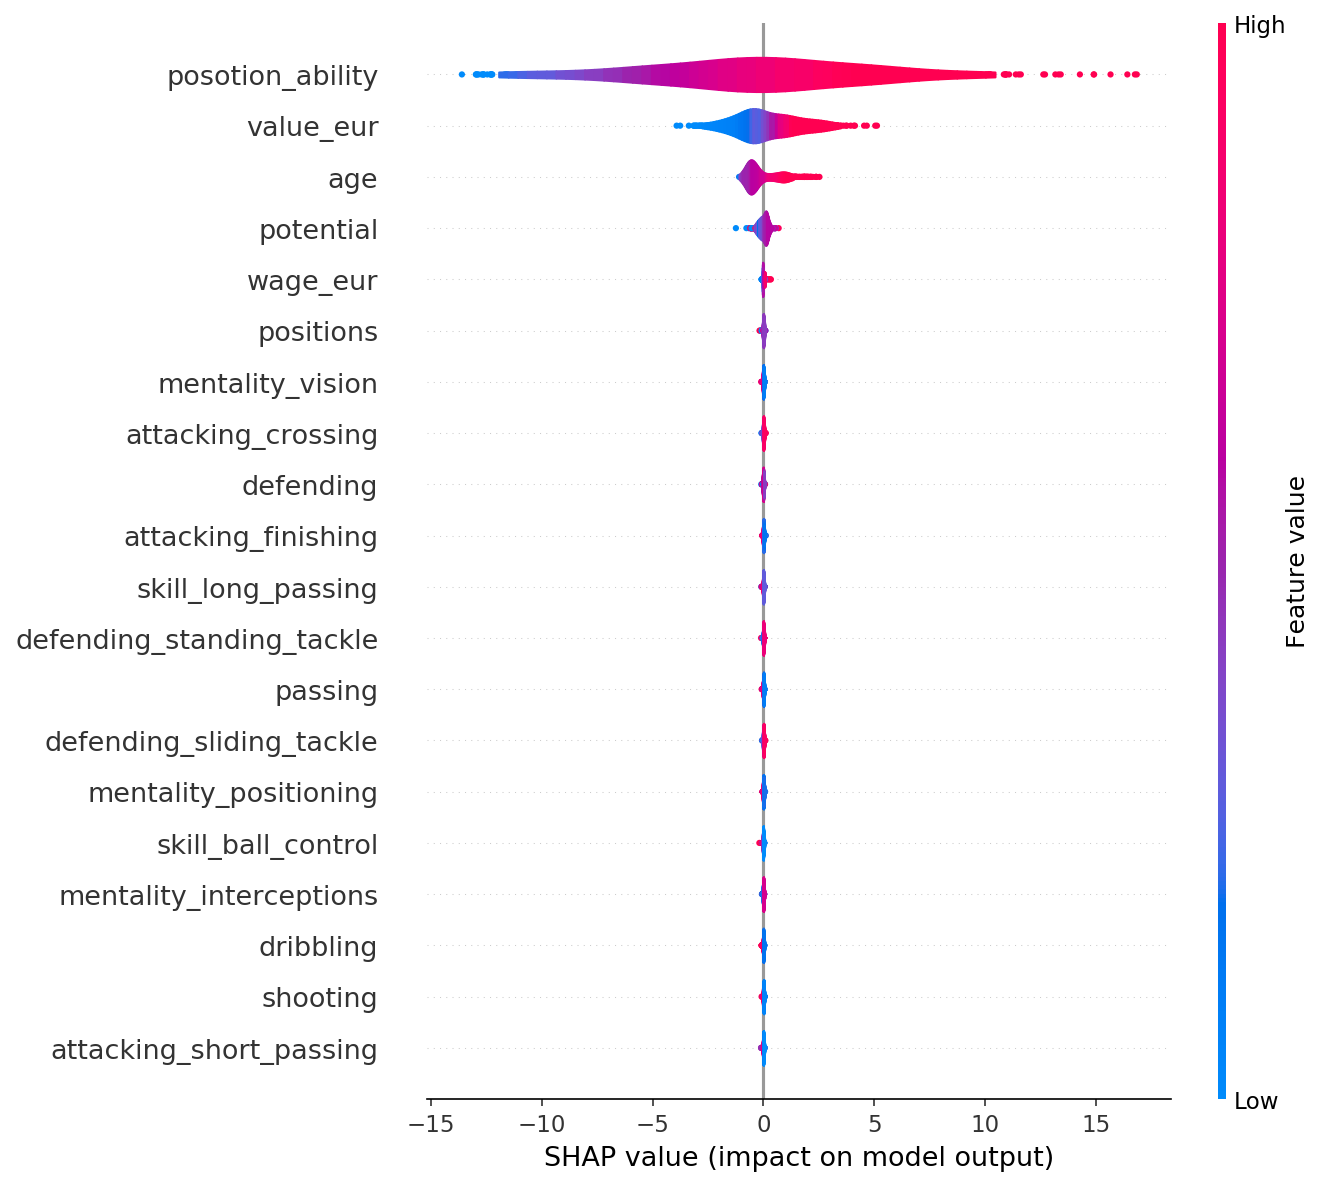 High
posotion_ability
value_eur
age
potential
wage_eur
positions
mentality_vision
attacking_crossing
defending
attacking_finishing
skill_long_passing
defending_standing_tackle
passing
defending_sliding_tackle
mentality_positioning
skill_ball_control
mentality_interceptions
dribbling
shooting
attacking_short_passing
Feature value
Low
−15 −10 −5 0 5 10 15
SHAP value (impact on model output)